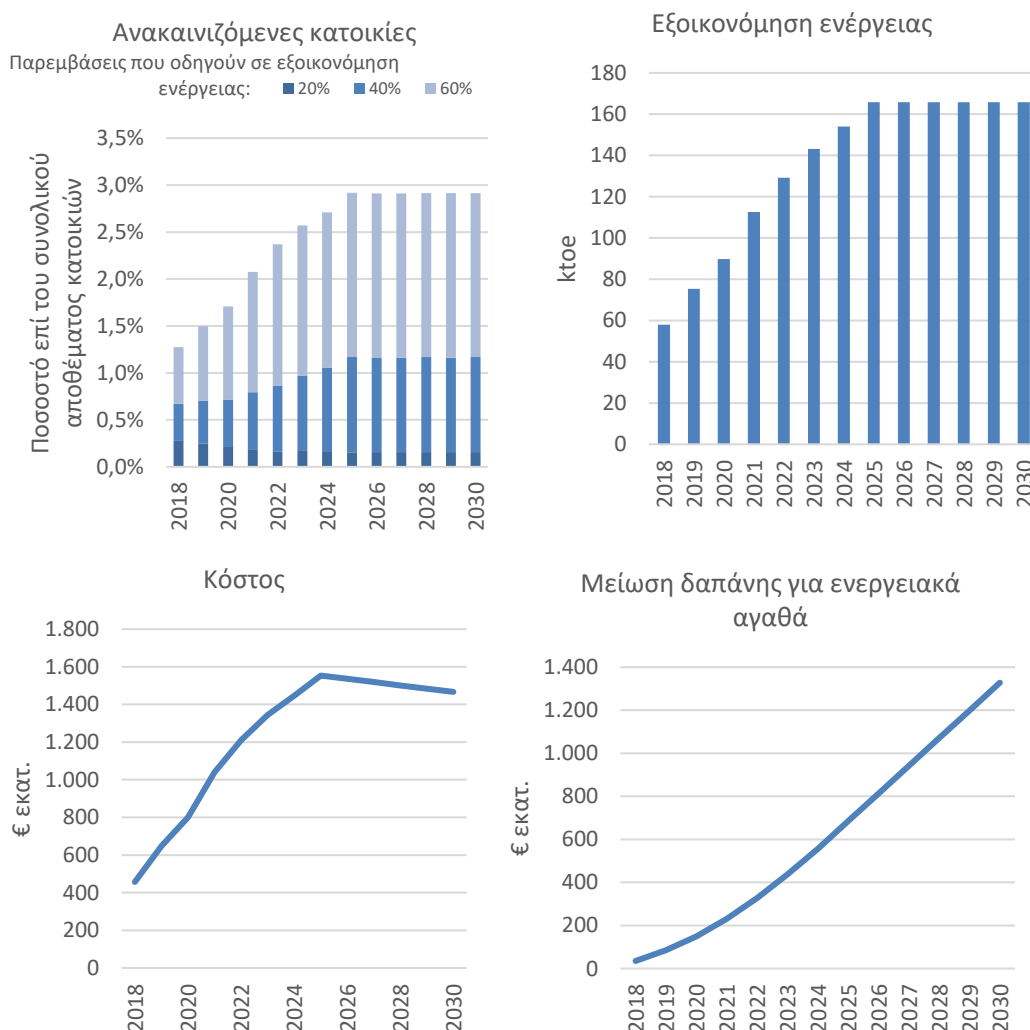 Ανακαινιζόμενες κατοικίες
Παρεμβάσεις που οδηγούν σε εξοικονόμηση
ενέργειας: 20% 40% 60%
Ποσοστό επί του συνολικού
αποθέματος κατοικιών
3,5%
3,0%
2,5%
2,0%
1,5%
1,0%
0,5%
0,0%
2018 2020 2022 2024 2026 2028 2030
Εξοικονόμηση ενέργειας
ktoe
180
160
140
120
100
80
60
40
20
0
2018 2019 2020 2021 2022 2023 2024 2025 2026 2027 2028 2029 2030
Κόστος
€ εκατ.
1.800
1.600
1.400
1.200
1.000
800
600
400
200
0
2018 2020 2022 2024 2026 2028 2030
Μείωση δαπάνης για ενεργειακά
αγαθά
€ εκατ.
1.400
1.200
1.000
800
600
400
200
0
2018 2019 2020 2021 2022 2023 2024 2025 2026 2027 2028 2029 2030